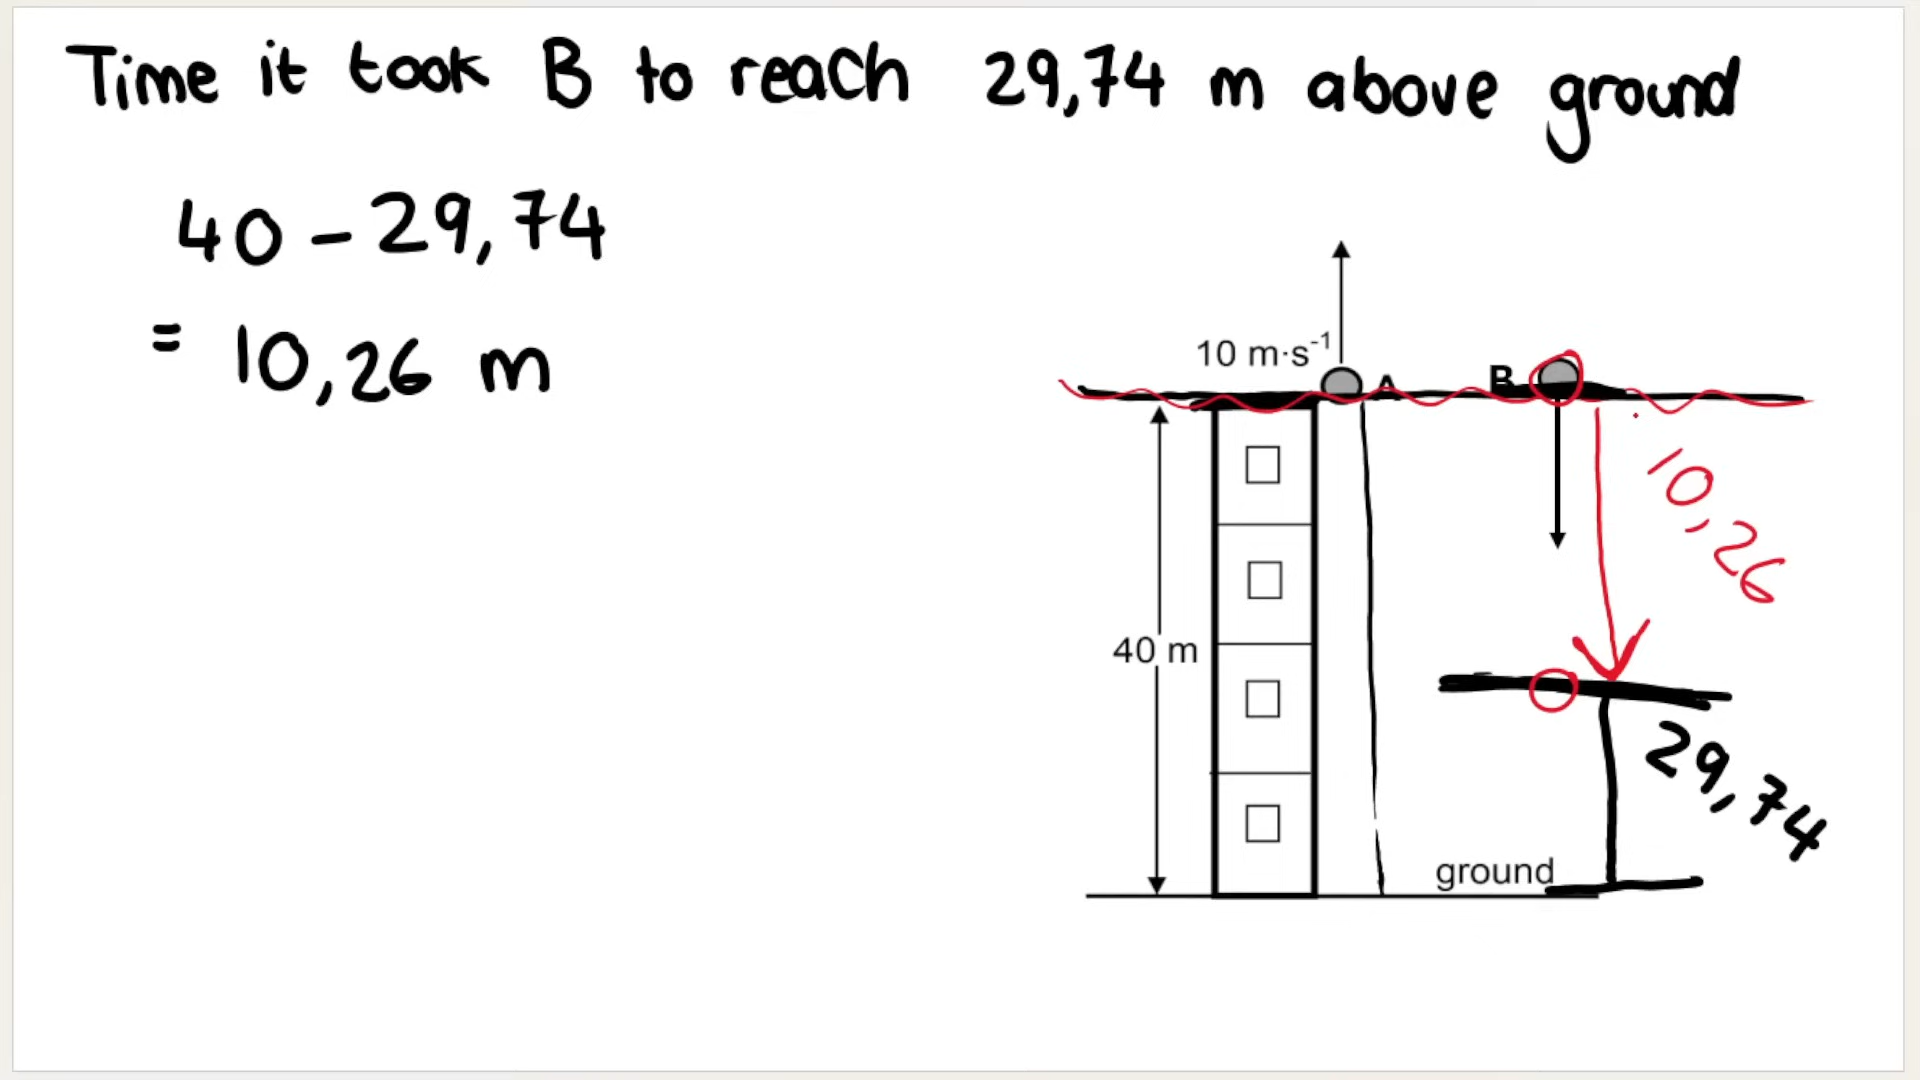 Time it took B to reach 29,74 m above ground
40 - 29,74
= 10,26 m
10 m·s⁻¹
A
B
10,26
40 m
29,74
ground